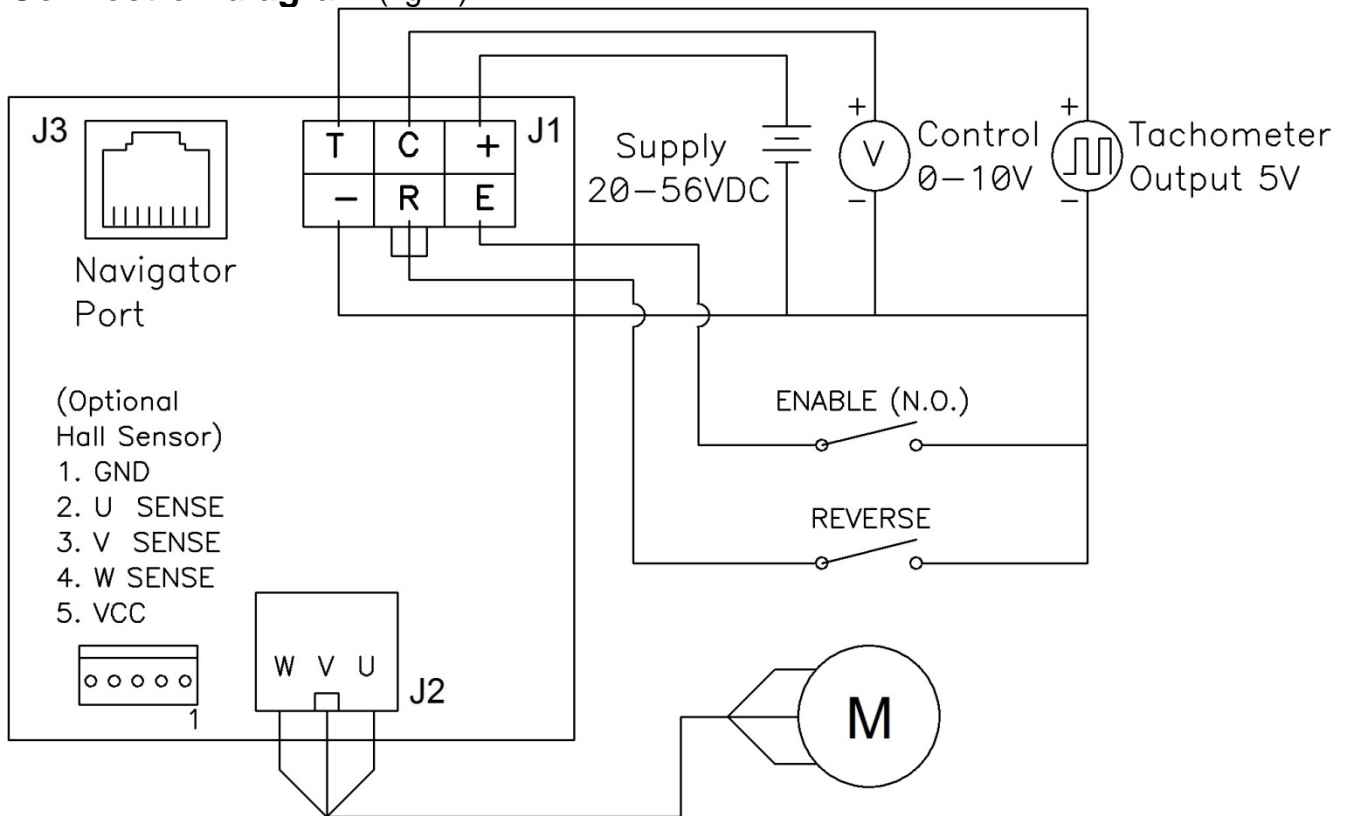 J3
T C +
J1
- R E
Navigator
Port
Supply
20-56VDC
+
V
-
Control
0-10V
+
-
Tachometer
Output 5V
(Optional
Hall Sensor)
1. GND
2. U SENSE
3. V SENSE
4. W SENSE
5. VCC
1
ENABLE (N.O.)
REVERSE
W V U
J2
M